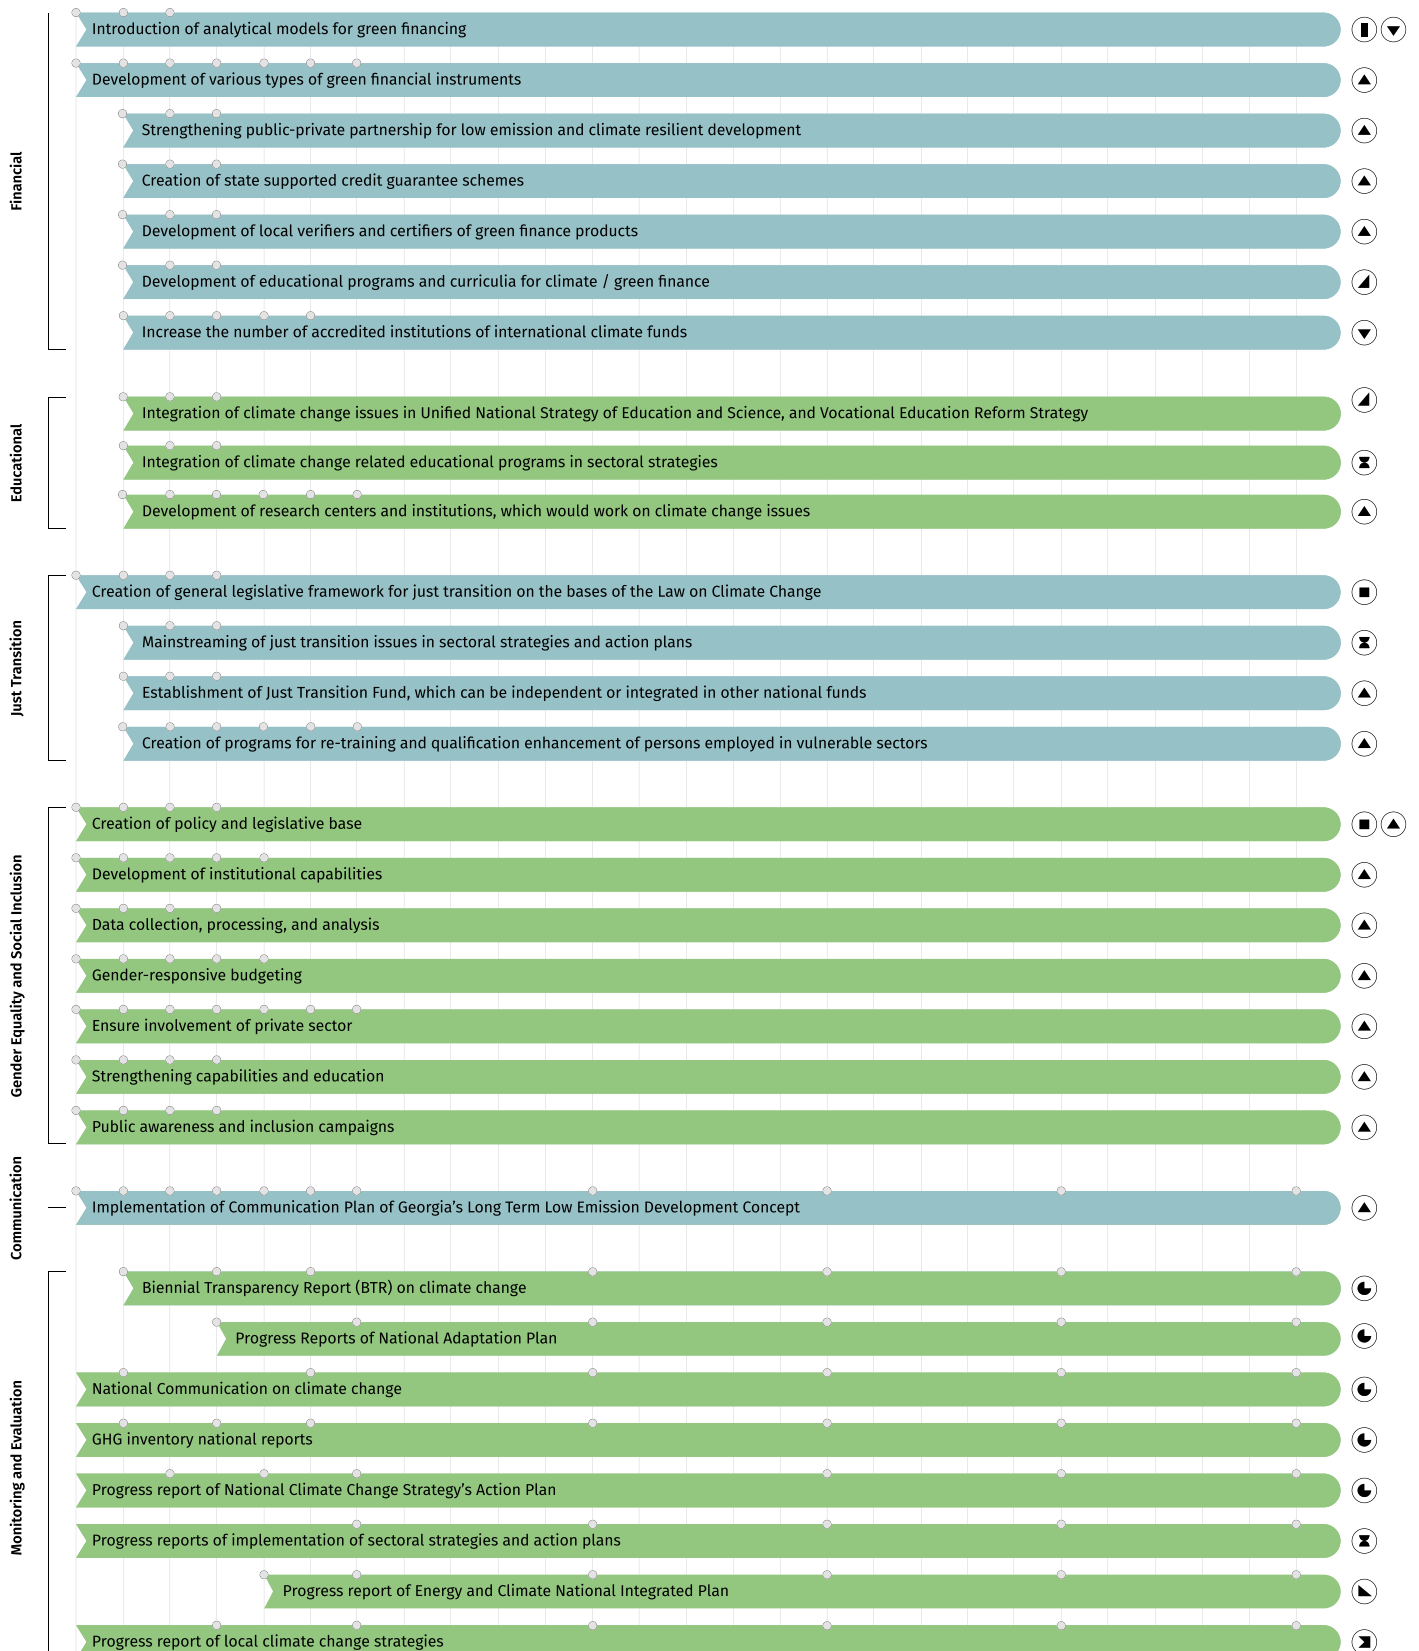 Financial
Introduction of analytical models for green financing
Development of various types of green financial instruments
Strengthening public-private partnership for low emission and climate resilient development
Creation of state supported credit guarantee schemes
Development of local verifiers and certifiers of green finance products
Development of educational programs and curriculia for climate / green finance
Increase the number of accredited institutions of international climate funds
Educational
Integration of climate change issues in Unified National Strategy of Education and Science, and Vocational Education Reform Strategy
Integration of climate change related educational programs in sectoral strategies
Development of research centers and institutions, which would work on climate change issues
Just Transition
Creation of general legislative framework for just transition on the bases of the Law on Climate Change
Mainstreaming of just transition issues in sectoral strategies and action plans
Establishment of Just Transition Fund, which can be independent or integrated in other national funds
Creation of programs for re-training and qualification enhancement of persons employed in vulnerable sectors
Gender Equality and Social Inclusion
Creation of policy and legislative base
Development of institutional capabilities
Data collection, processing, and analysis
Gender-responsive budgeting
Ensure involvement of private sector
Strengthening capabilities and education
Public awareness and inclusion campaigns
Communication
Implementation of Communication Plan of Georgia's Long Term Low Emission Development Concept
Monitoring and Evaluation
Biennial Transparency Report (BTR) on climate change
Progress Reports of National Adaptation Plan
National Communication on climate change
GHG inventory national reports
Progress report of National Climate Change Strategy's Action Plan
Progress reports of implementation of sectoral strategies and action plans
Progress report of Energy and Climate National Integrated Plan
Progress report of local climate change strategies